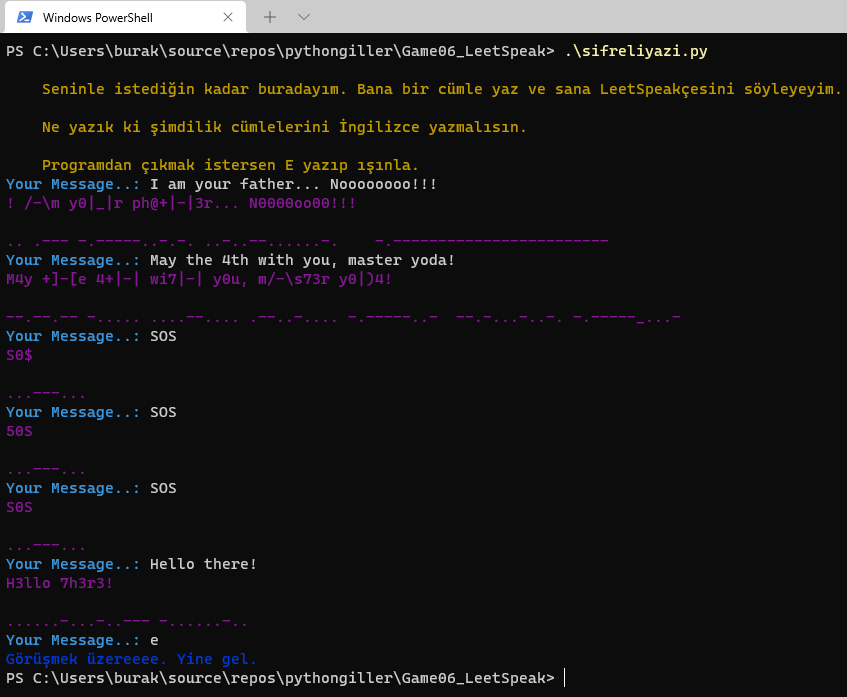 Windows PowerShell
PS C:\Users\burak\source\repos\pythongiller\Game06_LeetSpeak> .\sifreliyazi.py
Seninle istediğin kadar buradayım. Bana bir cümle yaz ve sana LeetSpeakçesini söyleyeyim.
Ne yazık ki şimdilik cümlelerini İngilizce yazmalısın.
Programdan çıkmak istersen E yazıp ışınla.
Your Message..: I am your father... Noooooooo!!!
! /-\m y0|_|r ph@+|-|3r... N0000oo00!!!
.. .--- -.-----..-.-. ..-..--......-.    -.------------------------
Your Message..: May the 4th with you, master yoda!
M4y +]-[e 4+|-| wi7|-| y0u, m/-\s73r y0|)4!
--.--.-- -..... ....--.... .--..-.... -.-----..-  --.-...-..-. -.------...-
Your Message..: SOS
S0$
...---...
Your Message..: SOS
50S
...---...
Your Message..: SOS
S0S
...---...
Your Message..: Hello there!
H3llo 7h3r3!
.....-...-..--- -......-..
Your Message..: e
Görüşmek üzereeee. Yine gel.
PS C:\Users\burak\source\repos\pythongiller\Game06_LeetSpeak>